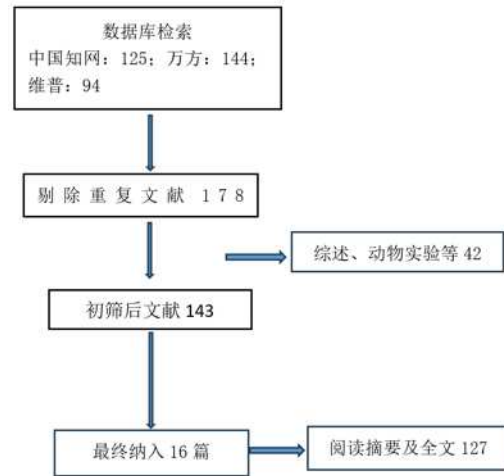 数据库检索
中国知网：125；万方：144；
维普：94
剔除重复文献 178
综述、动物实验等 42
初筛后文献 143
最终纳入 16 篇
阅读摘要及全文 127